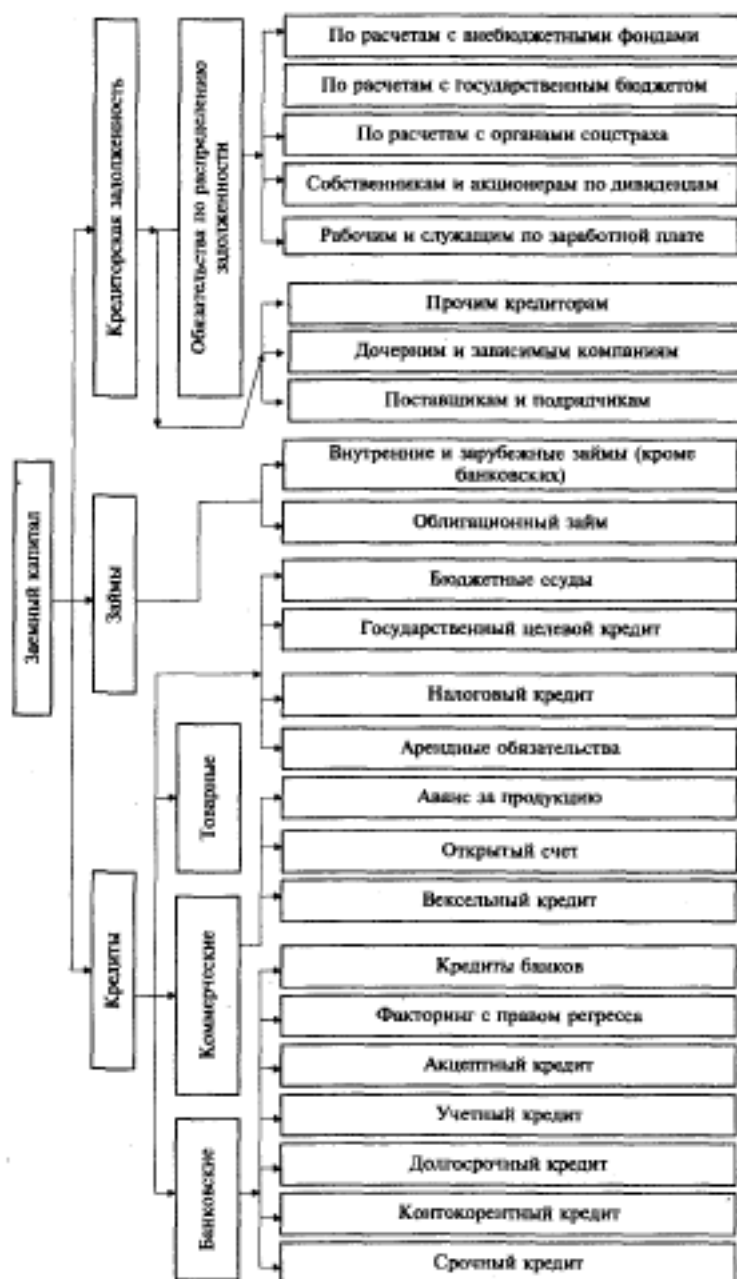 Заемный капитал
Кредиторская задолженность
Обязательства по распределению
задолженности
По расчетам с внебюджетными фондами
По расчетам с государственным бюджетом
По расчетам с органами соцстраха
Собственникам и акционерам по дивидендам
Рабочим и служащим по заработной плате
Прочим кредиторам
Дочерним и зависимым компаниям
Поставщикам и подрядчикам
Займы
Внутренние и зарубежные займы (кроме
банковских)
Облигационный займ
Кредиты
Бюджетные ссуды
Государственный целевой кредит
Налоговый кредит
Арендные обязательства
Товарные
Коммерческие
Аванс за продукцию
Открытый счет
Вексельный кредит
Банковские
Кредиты банков
Факторинг с правом регресса
Акцептный кредит
Учетный кредит
Долгосрочный кредит
Контокорентный кредит
Срочный кредит